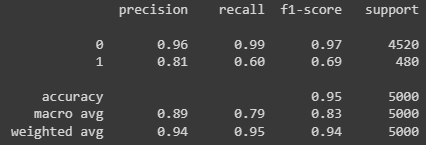 precision recall f1-score support
0 0.96 0.99 0.97 4520
1 0.81 0.60 0.69 480
accuracy 0.95 5000
macro avg 0.89 0.79 0.83 5000
weighted avg 0.94 0.95 0.94 5000